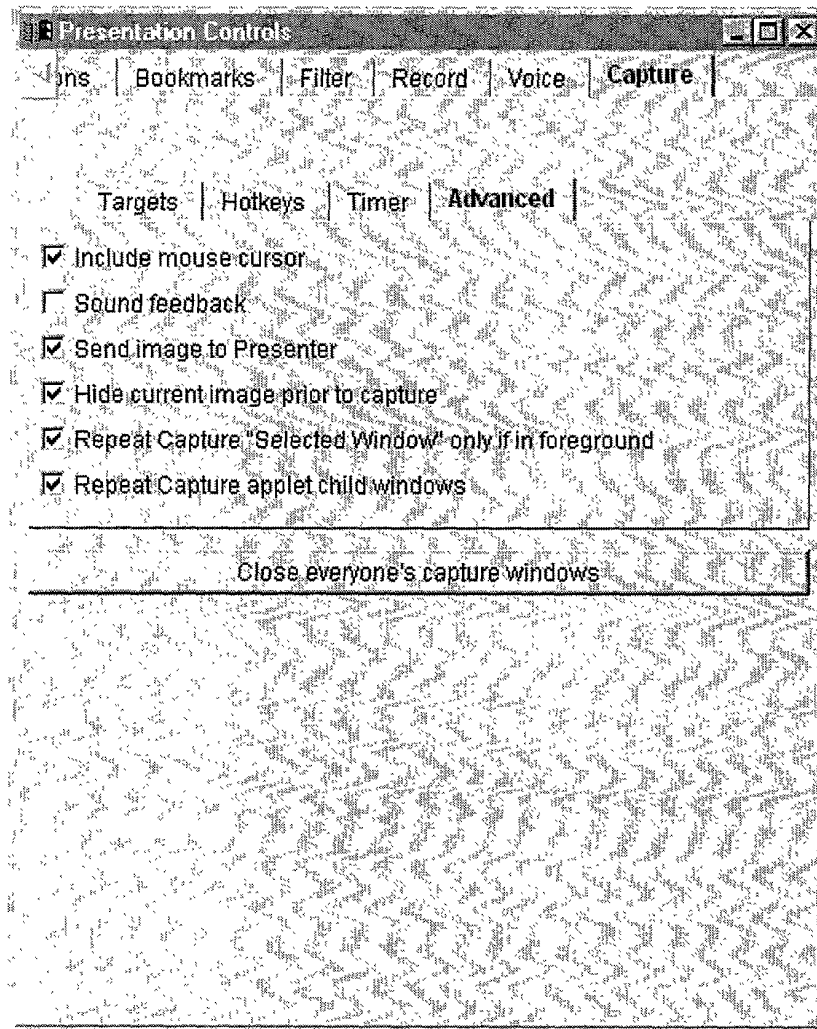 Presentation Controls
ons Bookmarks Filter Record Voice Capture
Targets Hotkeys Timer Advanced
Include mouse cursor
Sound feedback
Send image to Presenter
Hide current image prior to capture
Repeat Capture "Selected Window" only if in foreground
Repeat Capture applet child windows
Close everyone's capture windows